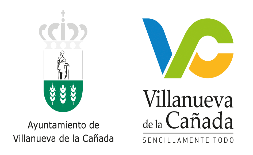 Ayuntamiento de
Villanueva de la Cañada
Villanueva
de la Cañada
SENCILLAMENTE TODO